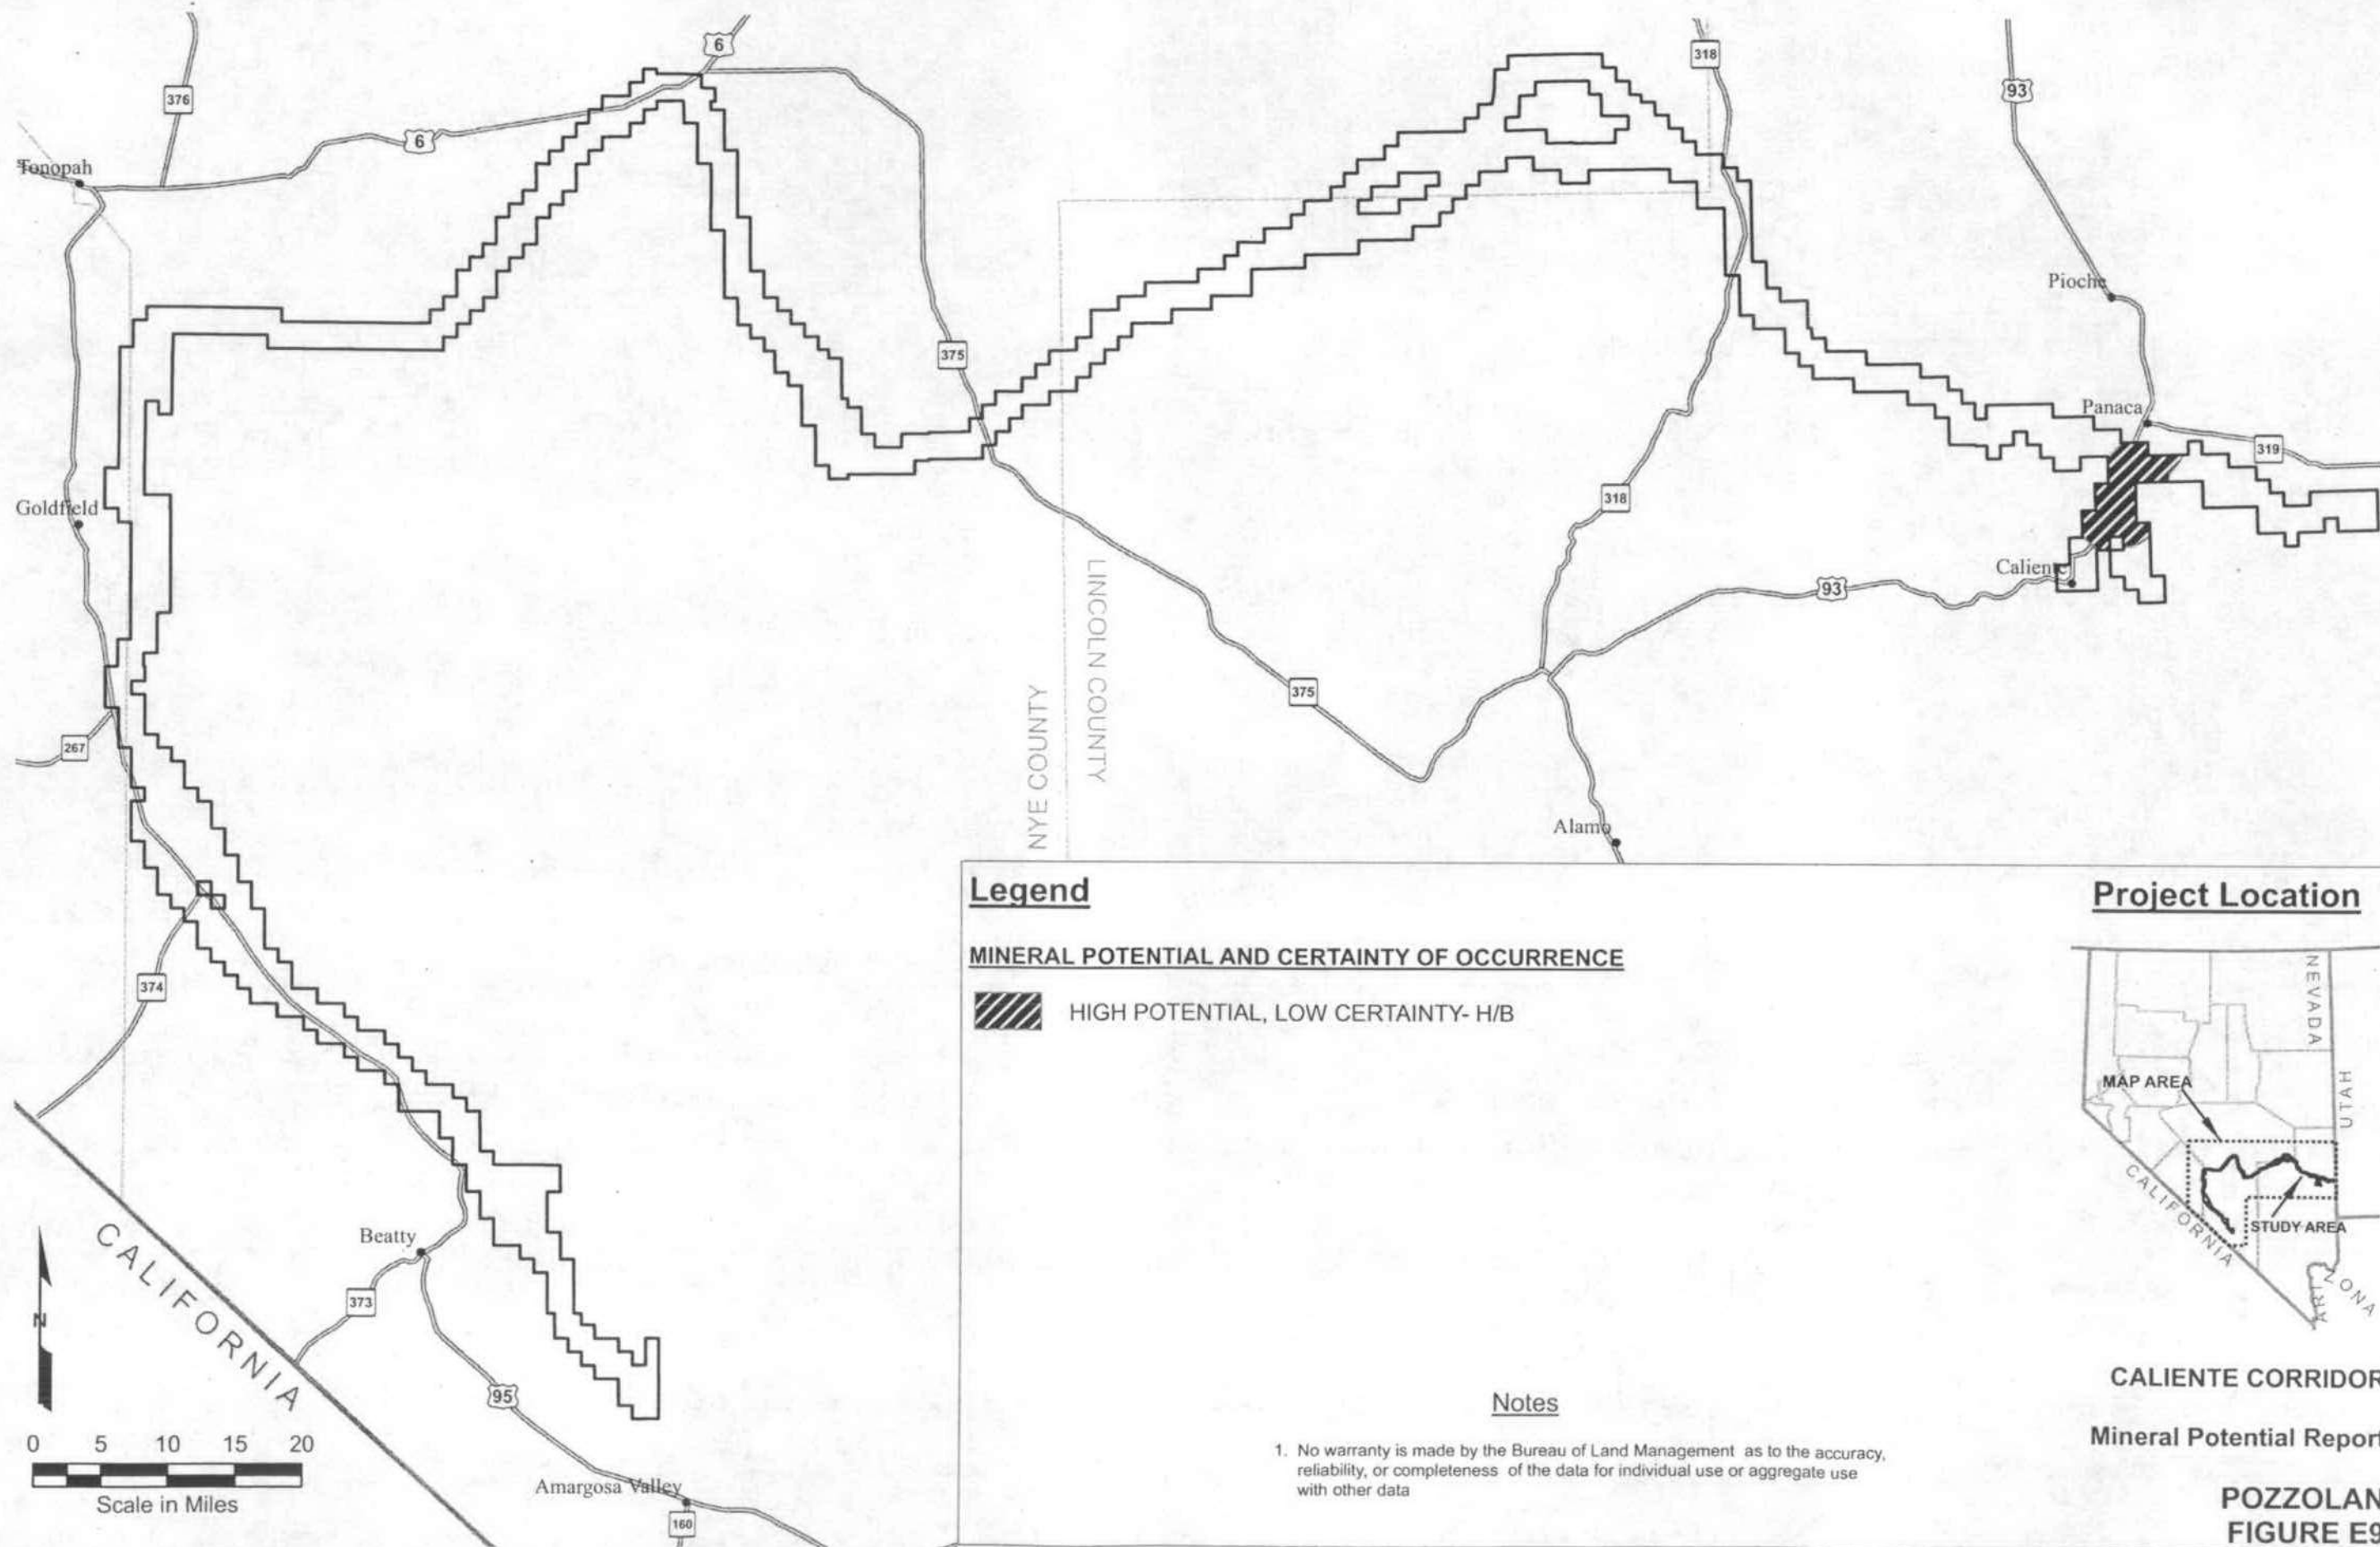 6
318
376
93
6
Tonopah
Pioche
375
Panaca
319
318
Goldfield
Caliente
93
LINCOLN COUNTY
375
NYE COUNTY
267
Alamo
374
Legend
MINERAL POTENTIAL AND CERTAINTY OF OCCURRENCE
HIGH POTENTIAL, LOW CERTAINTY- H/B
Project Location
NEVADA
UTAH
MAP AREA
CALIFORNIA
STUDY AREA
ARIZONA
Beatty
373
CALIFORNIA
N
95
0 5 10 15 20
Scale in Miles
Amargosa Valley
160
Notes
1. No warranty is made by the Bureau of Land Management as to the accuracy,
reliability, or completeness of the data for individual use or aggregate use
with other data
CALIENTE CORRIDOR
Mineral Potential Report
POZZOLAN
FIGURE E9